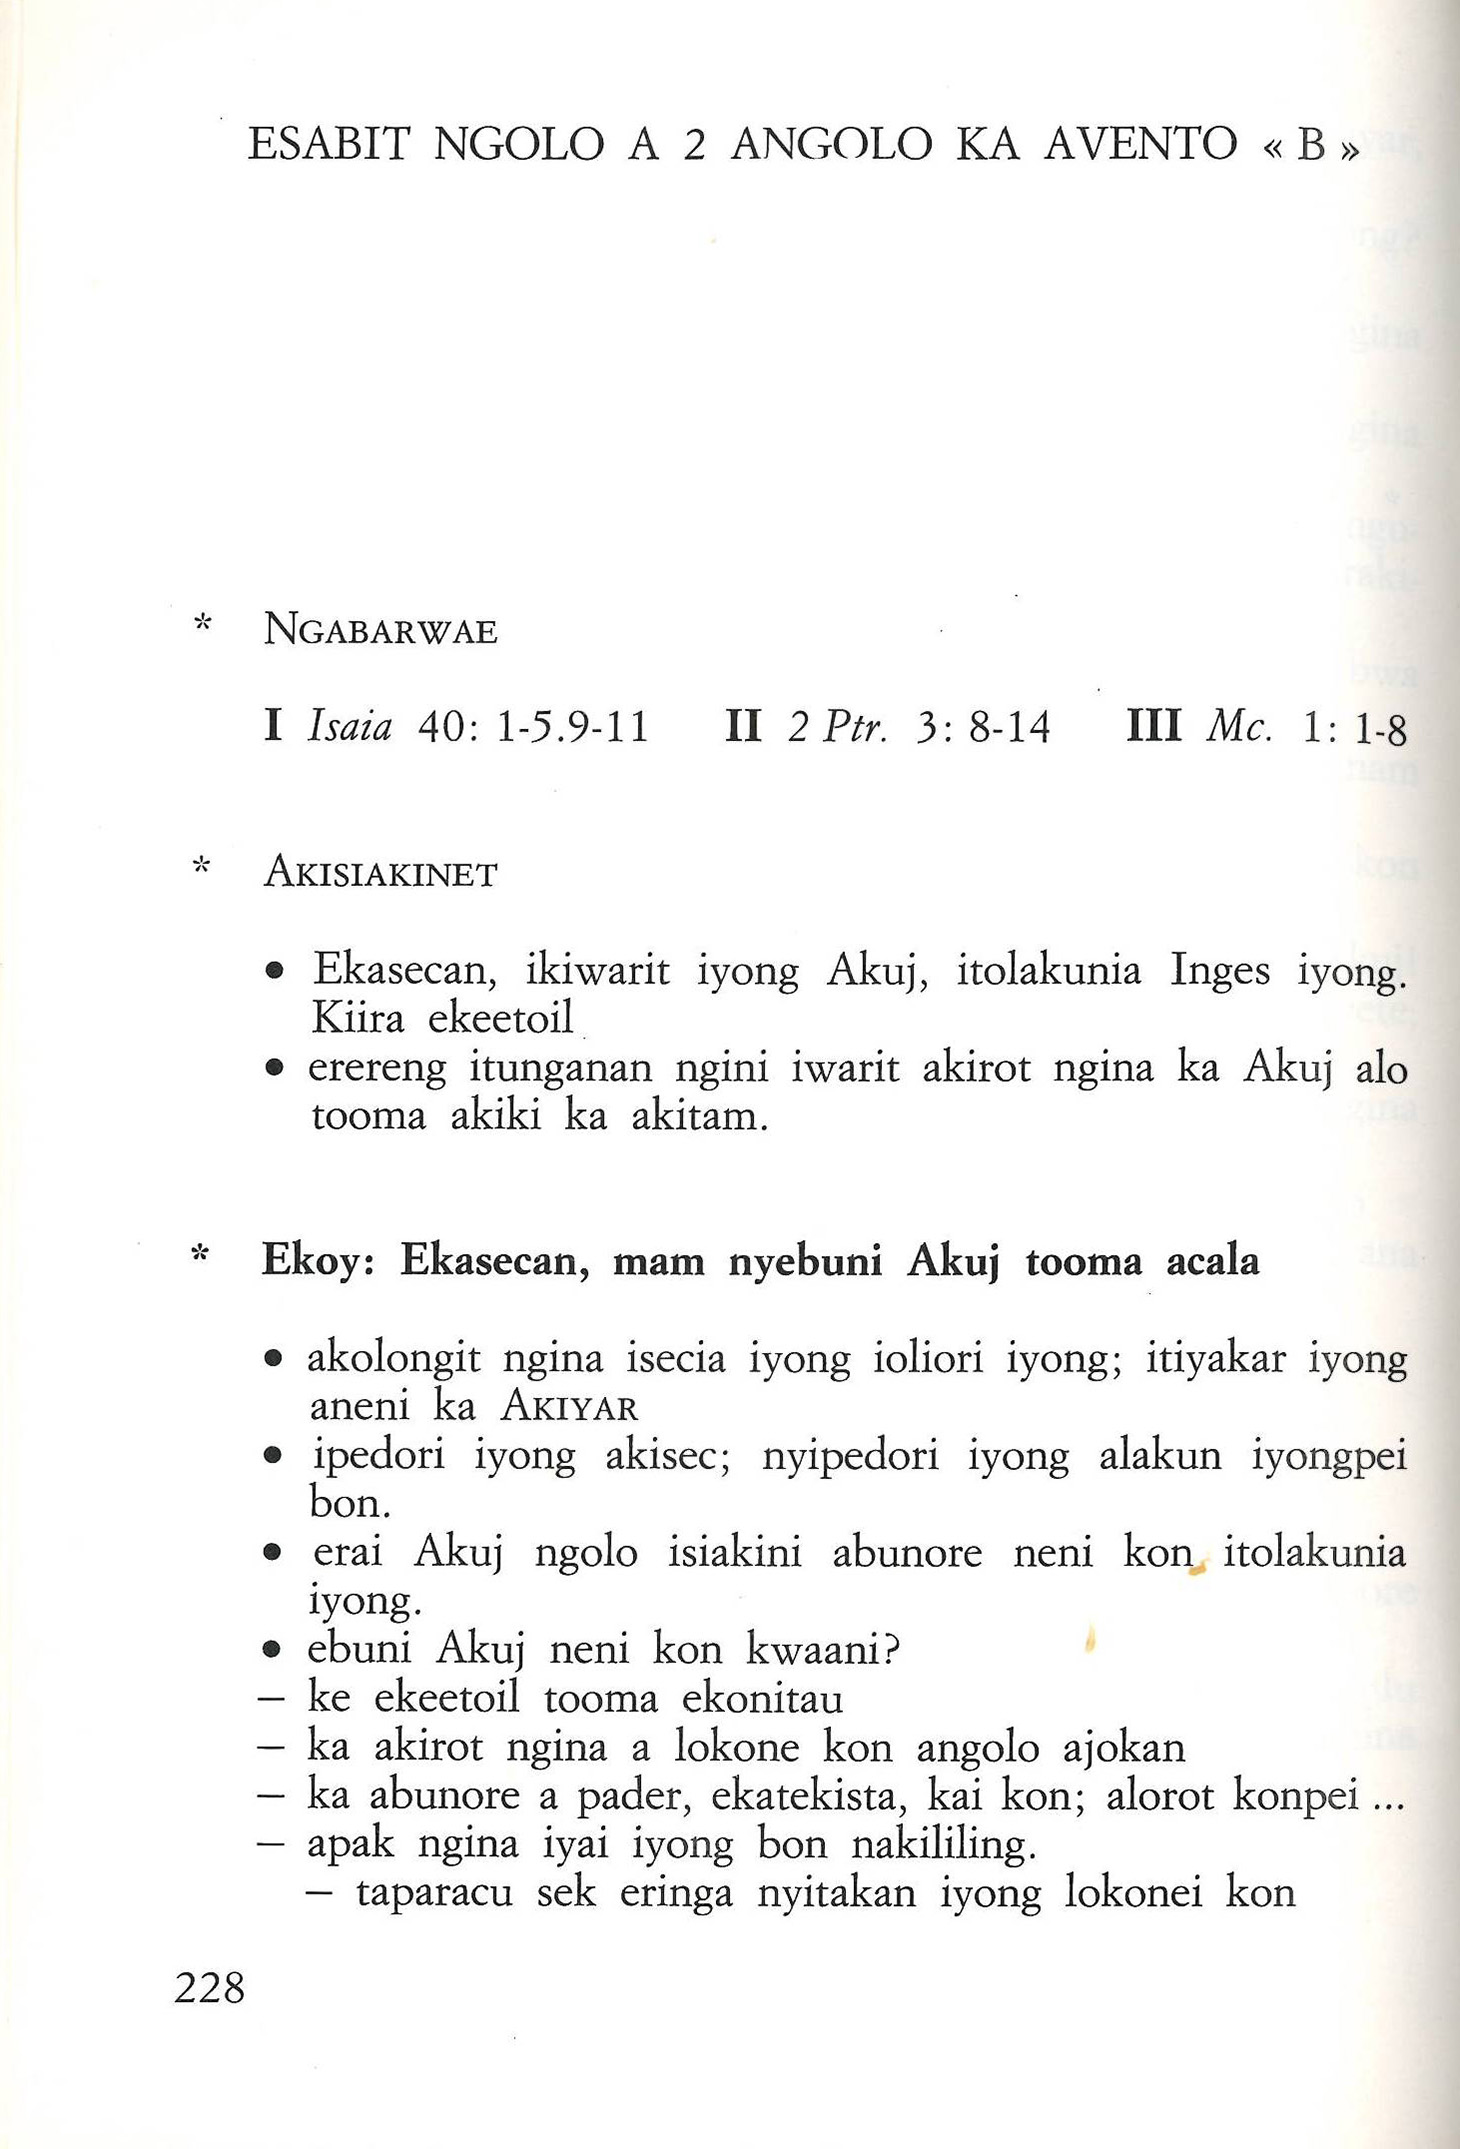 ESABIT NGOLO A 2 ANGOLO KA AVENTO « B »
* NGABARWAE
I Isaia 40: 1-5.9-11 II 2 Ptr. 3: 8-14 III Mc. 1: 1-8
* AKISIAKINET
• Ekasecan, ikiwarit iyong Akuj, itolakunia Inges iyong.
Kiira ekeetoil
• erereng itunganan ngini iwarit akirot ngina ka Akuj alo
tooma akiki ka akitam.
* Ekoy: Ekasecan, mam nyebuni Akuj tooma acala
• akolongit ngina isecia iyong ioliori iyong; itiyakar iyong
aneni ka AKIYAR
• ipedori iyong akisec; nyipedori iyong alakun iyongpei
bon.
• erai Akuj ngolo isiakini abunore neni kon, itolakunia
iyong.
• ebuni Akuj neni kon kwaani?
– ke ekeetoil tooma ekonitau
– ka akirot ngina a lokone kon angolo ajokan
– ka abunore a pader, ekatekista, kai kon; alorot konpei ...
– apak ngina iyai iyong bon nakililing.
– taparacu sek eringa nyitakan iyong lokonei kon
228